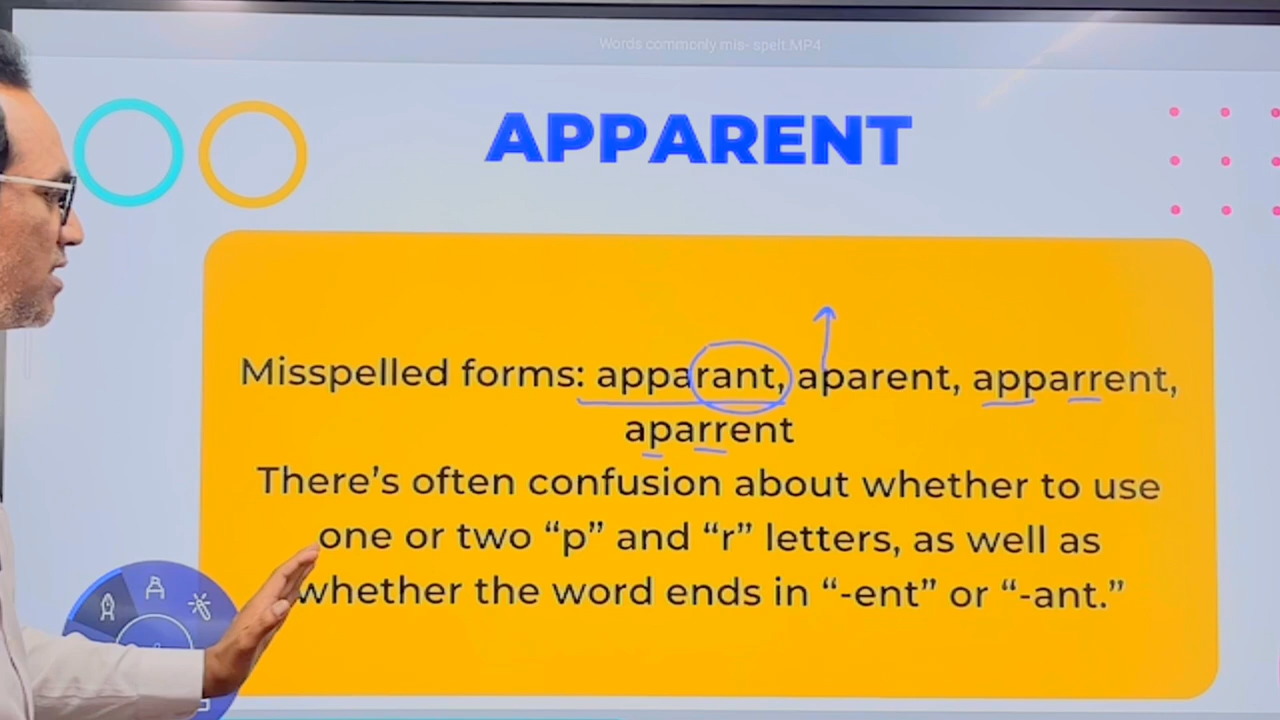 Words commonly mis- spelt.MP4
APPARENT
Misspelled forms: apparant, aparent, apparrent,
aparrent
There's often confusion about whether to use
one or two “p” and “r” letters, as well as
whether the word ends in “-ent” or “-ant.”